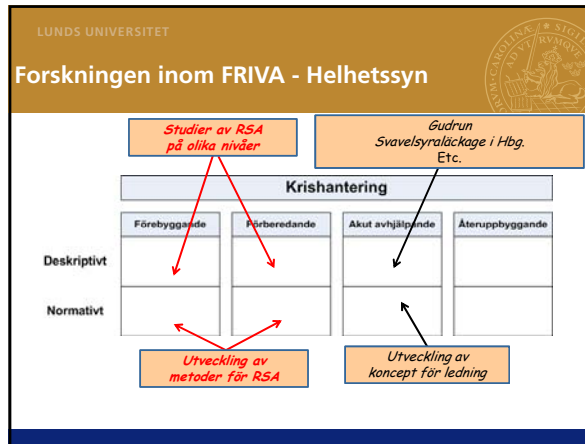 LUNDS UNIVERSITET
Forskningen inom FRIVA - Helhetssyn
Studier av RSA
på olika nivåer
Gudrun
Svavelsyraläckage i Hbg.
Etc.
Krishantering
Förebyggande
Förberedande
Akut avhjälpande
Återuppbyggande
Deskriptivt
Normativt
Utveckling av
metoder för RSA
Utveckling av
koncept för ledning